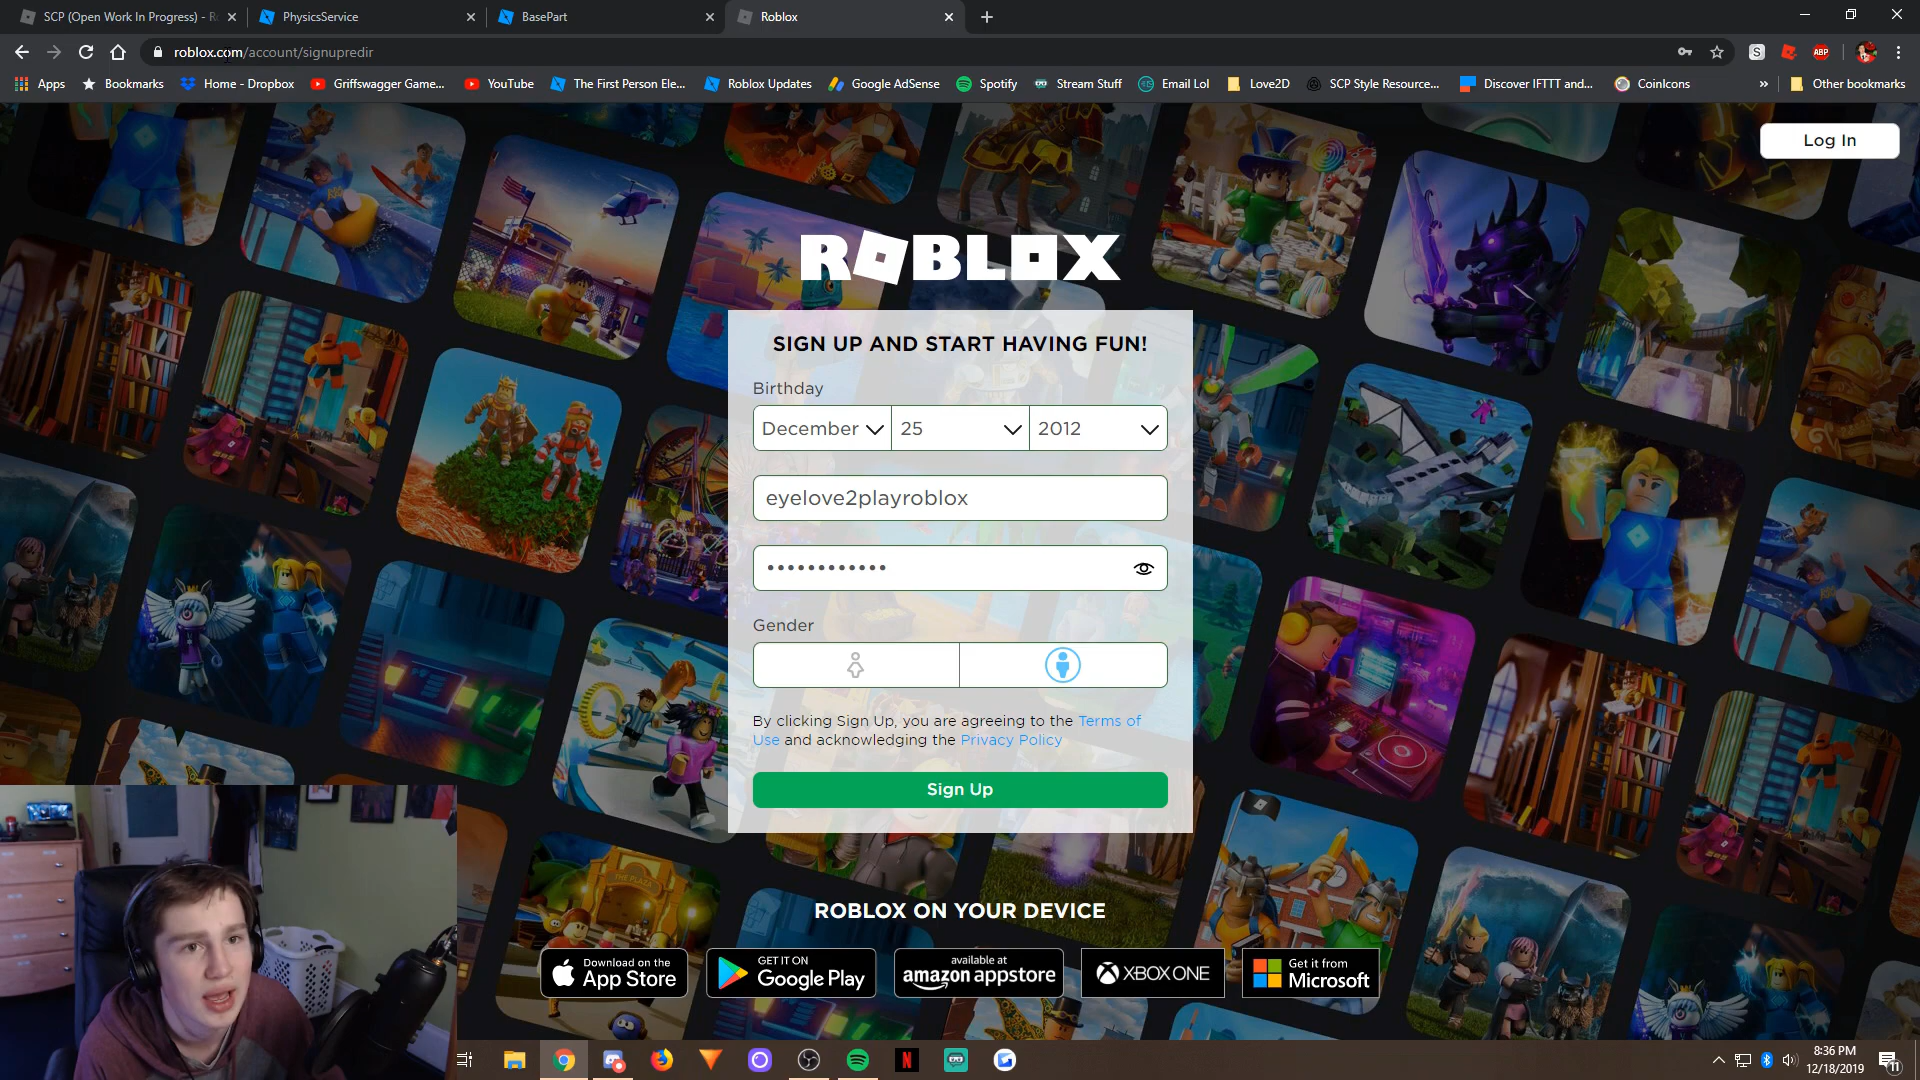 SCP (Open Work In Progress) - Ro
PhysicsService
BasePart
Roblox
roblox.com/account/signupredir
ABP
Apps
Bookmarks
Home - Dropbox
Griffswagger Game...
YouTube
The First Person Ele...
Roblox Updates
Google AdSense
Spotify
Stream Stuff
Email Lol
Love2D
SCP Style Resource...
Discover IFTTT and...
CoinIcons
Other bookmarks
Log In
ROBLOX
SIGN UP AND START HAVING FUN!
Birthday
December
25
2012
eyelove2playroblox
Gender
By clicking Sign Up, you are agreeing to the Terms of
Use and acknowledging the Privacy Policy
Sign Up
THE PLAZA
ROBLOX ON YOUR DEVICE
Download on the
App Store
GET IT ON
Google Play
available at
amazon appstore
XBOX ONE
Get it from
Microsoft
8:36 PM
12/18/2019
11